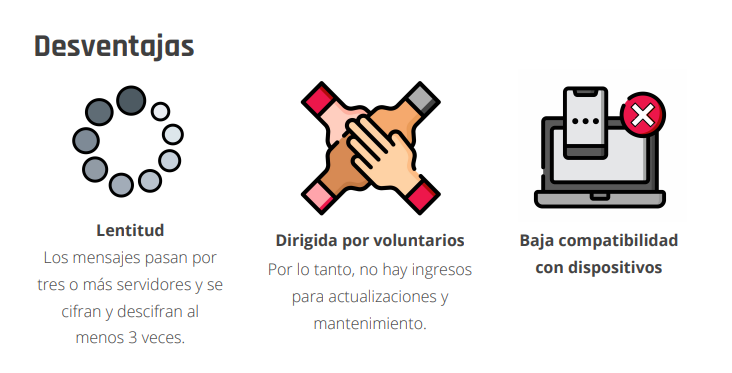 Desventajas
Lentitud
Los mensajes pasan por
tres o más servidores y se
cifran y descifran al
menos 3 veces.
Dirigida por voluntarios
Por lo tanto, no hay ingresos
para actualizaciones y
mantenimiento.
Baja compatibilidad
con dispositivos